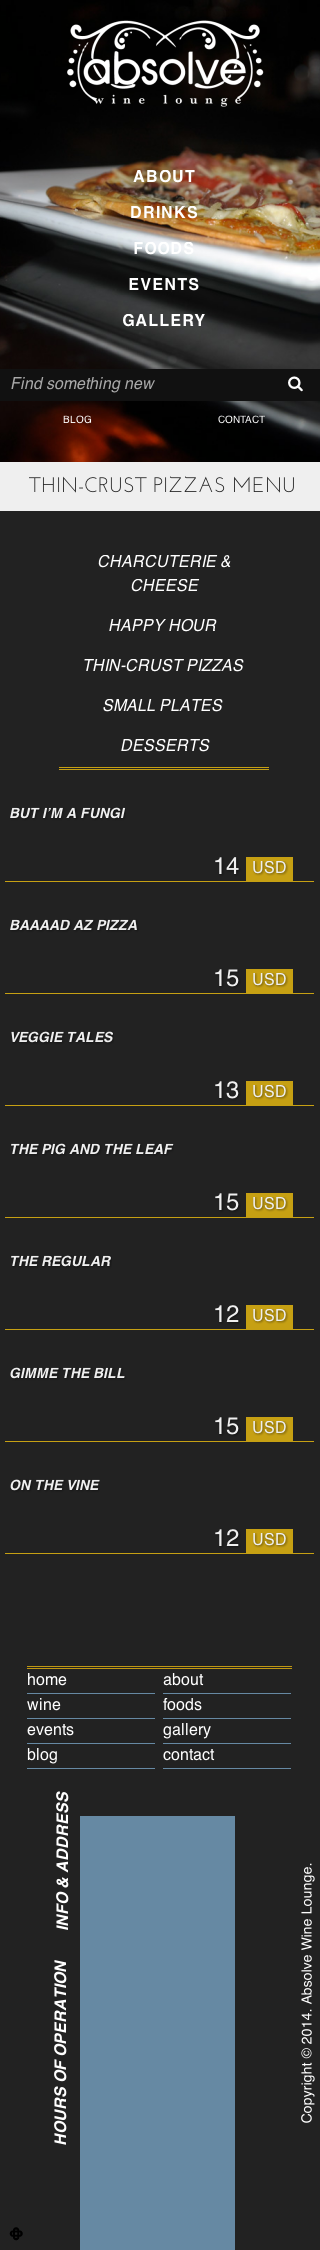 absolve
wine lounge
ABOUT
DRINKS
FOODS
EVENTS
GALLERY
Find something new
BLOG
CONTACT
THIN-CRUST PIZZAS MENU
CHARCUTERIE &
CHEESE
HAPPY HOUR
THIN-CRUST PIZZAS
SMALL PLATES
DESSERTS
BUT I'M A FUNGI
14 USD
BAAAAD AZ PIZZA
15 USD
VEGGIE TALES
13 USD
THE PIG AND THE LEAF
15 USD
THE REGULAR
12 USD
GIMME THE BILL
15 USD
ON THE VINE
12 USD
home about
wine foods
events gallery
blog contact
INFO & ADDRESS
HOURS OF OPERATION
Copyright © 2014. Absolve Wine Lounge.